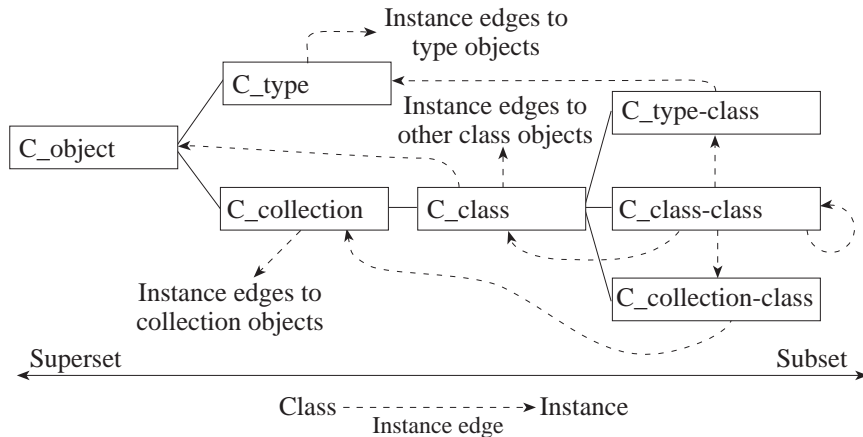 Instance edges to
type objects
C_type
Instance edges to
other class objects
C_type-class
C_object
C_collection
C_class
C_class-class
Instance edges to
collection objects
C_collection-class
Superset
Subset
Class
Instance
Instance edge